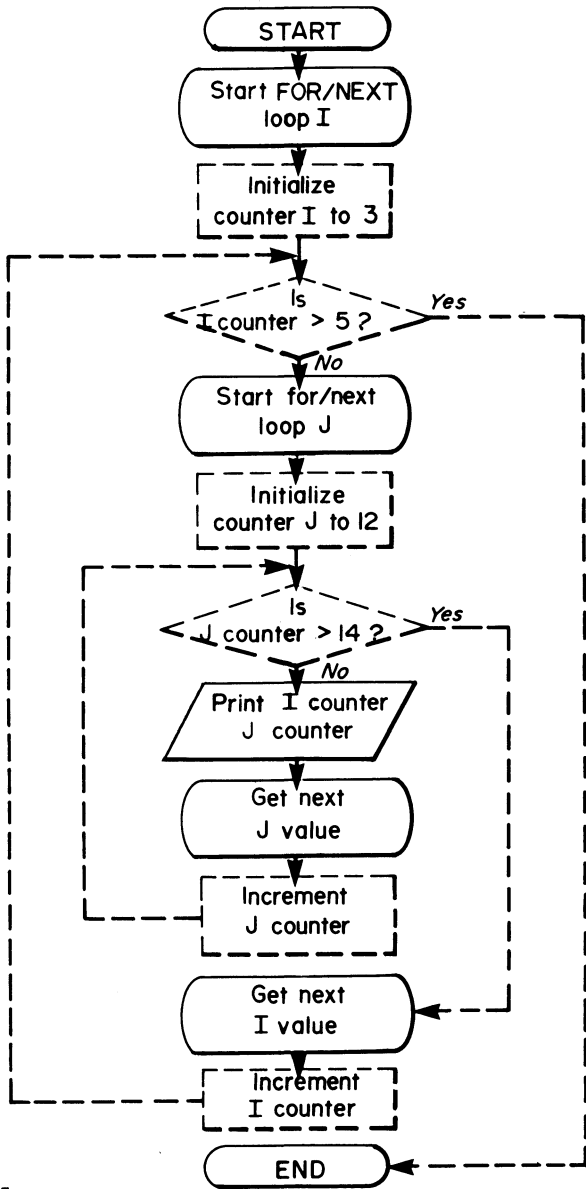 START
Start FOR/NEXT
loop I
Initialize
counter I to 3
Is
I counter > 5 ?
Yes
No
Start for/next
loop J
Initialize
counter J to 12
Is
J counter > 14 ?
Yes
No
Print I counter
J counter
Get next
J value
Increment
J counter
Get next
I value
Increment
I counter
END